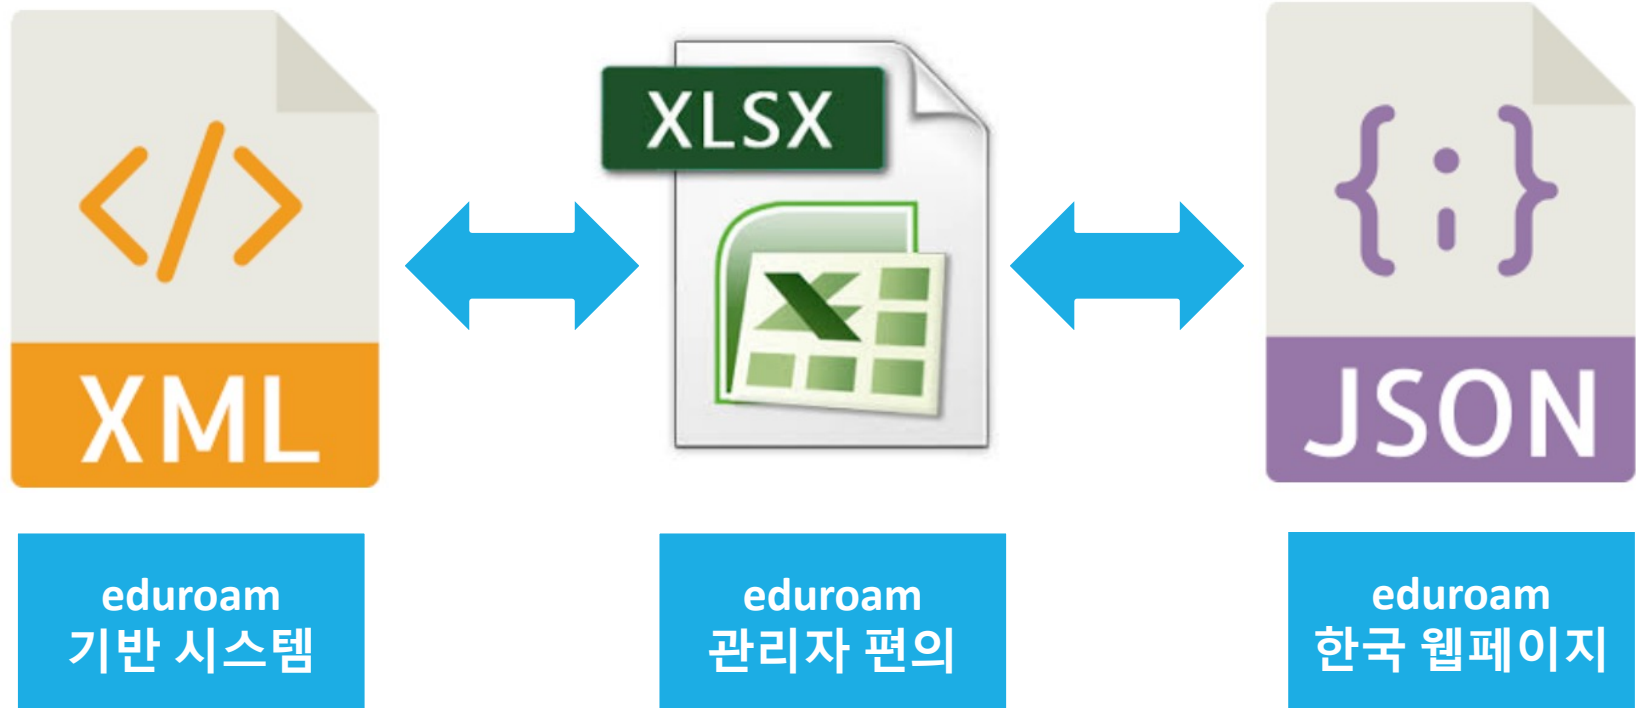 XLSX
</>
{;}
XML
JSON
eduroam
기반 시스템
eduroam
관리자 편의
eduroam
한국 웹페이지